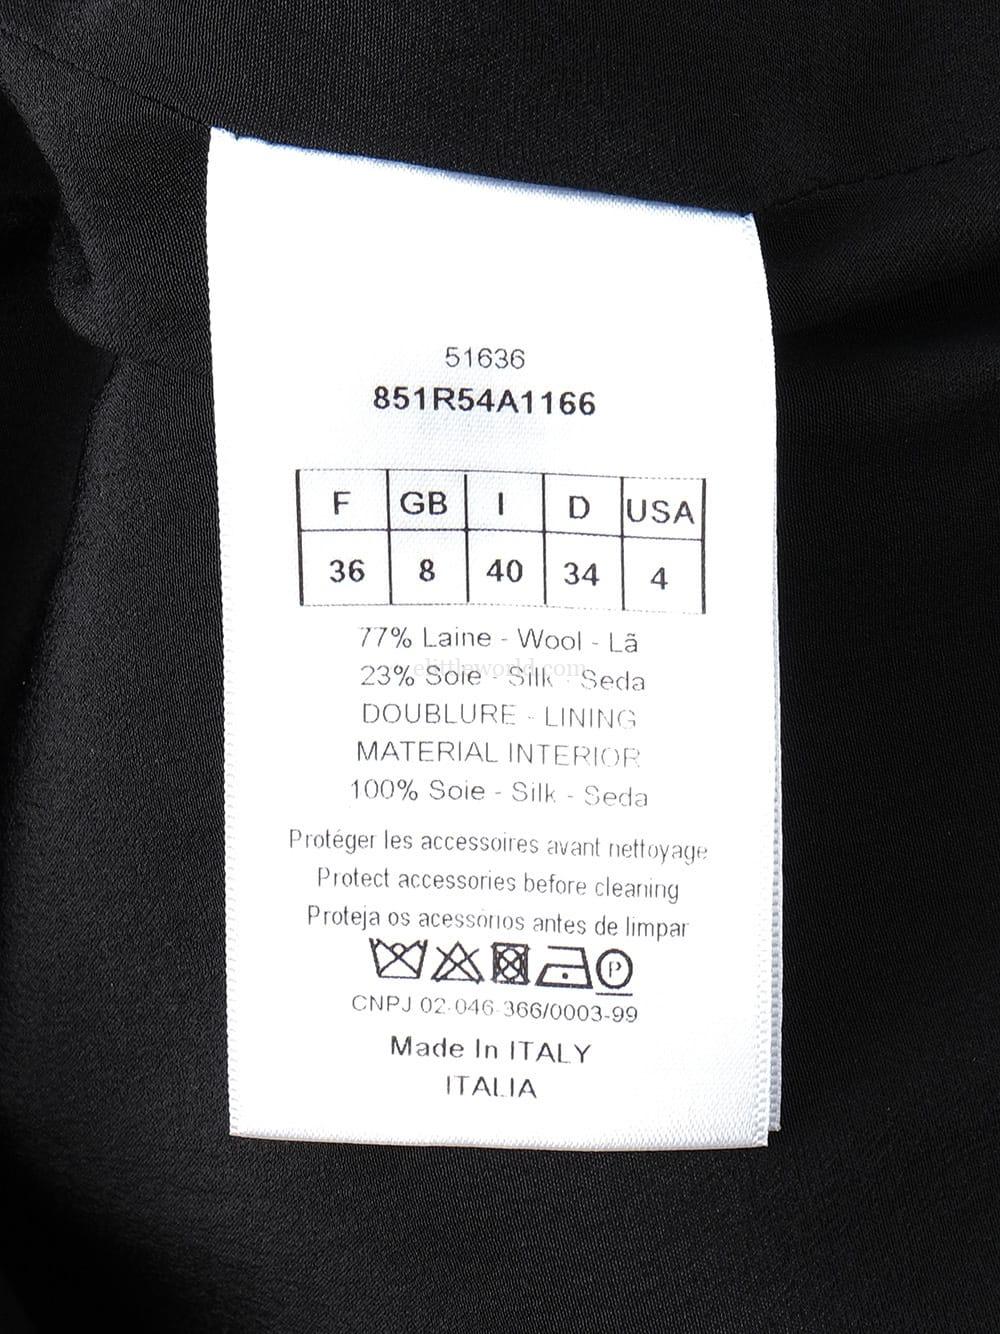 51636
851R54A1166
F GB I D USA
36 8 40 34 4
77% Laine - Wool - Lã
elittleworld.com
23% Soie - Silk - Seda
DOUBLURE - LINING
MATERIAL INTERIOR
100% Soie - Silk - Seda
Protéger les accessoires avant nettoyage
Protect accessories before cleaning
Proteja os acessórios antes de limpar
P
CNPJ 02.046.366/0003-99
Made In ITALY
ITALIA